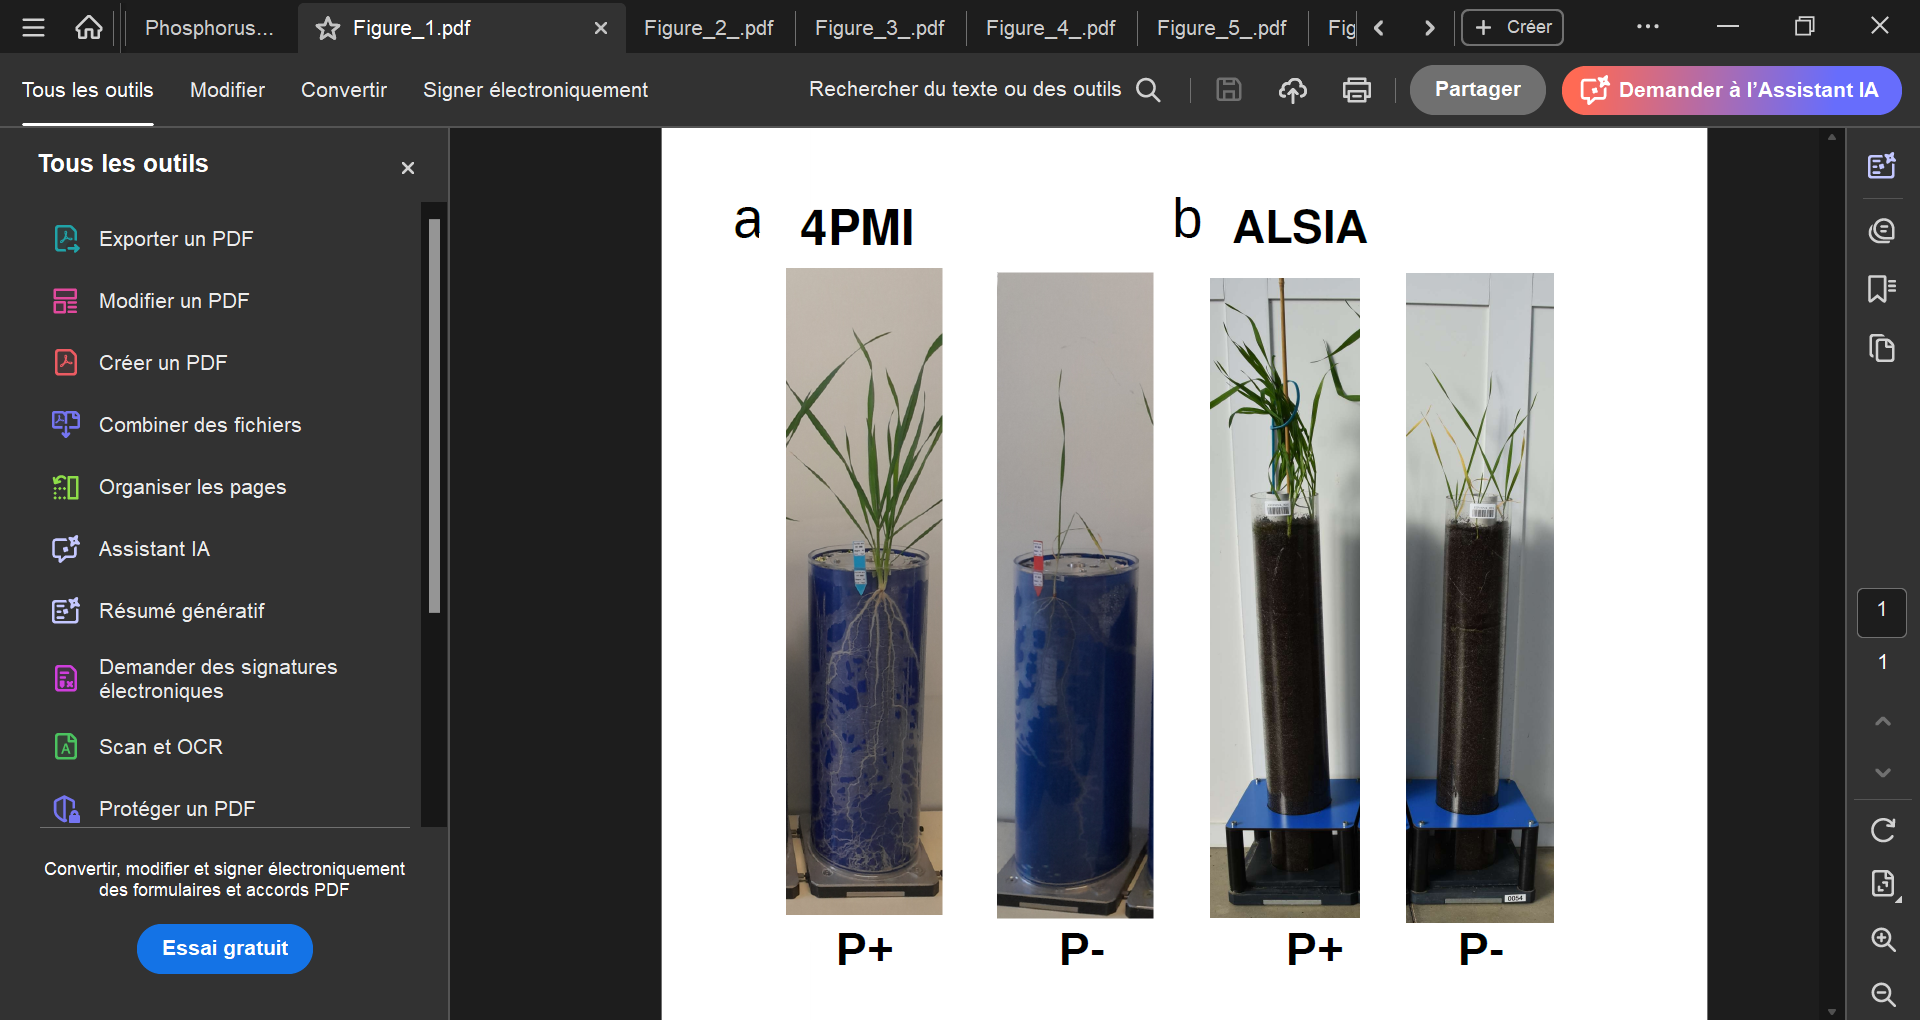 Phosphorus...
Figure_1.pdf
Figure_2_.pdf
Figure_3_.pdf
Figure_4_.pdf
Figure_5_.pdf
Fig
Créer
Tous les outils
Modifier
Convertir
Signer électroniquement
Rechercher du texte ou des outils
Partager
Demander à l’Assistant IA
Tous les outils
Exporter un PDF
Modifier un PDF
Créer un PDF
Combiner des fichiers
Organiser les pages
Assistant IA
Résumé génératif
Demander des signatures
électroniques
Scan et OCR
Protéger un PDF
Convertir, modifier et signer électroniquement
des formulaires et accords PDF
Essai gratuit
a 4PMI
b ALSIA
0054
P+
P-
P+
P-
1
1